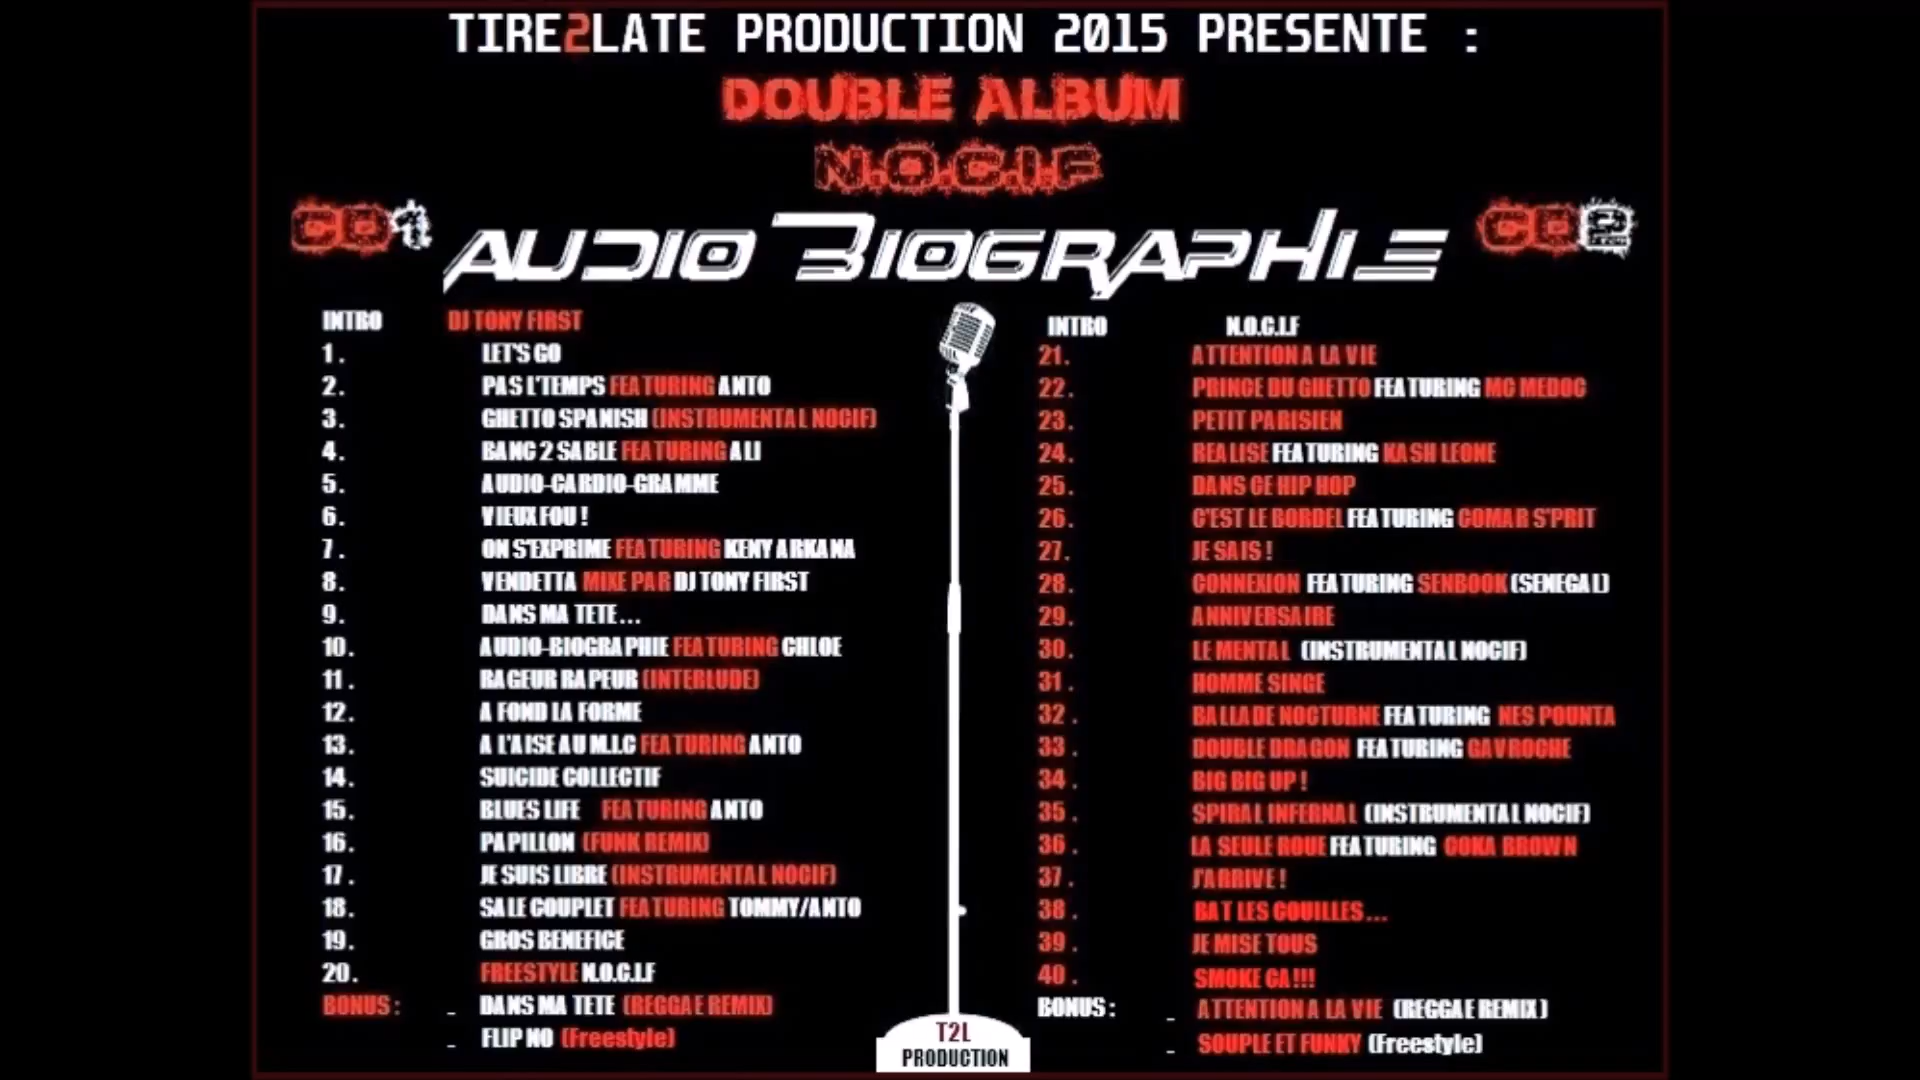 TIRE2LATE PRODUCTION 2015 PRESENTE :
DOUBLE ALBUM
N.O.C.I.F
CD1
AUDIO BIOGRAPHIE
CD2
INTRO DJ TONY FIRST
1. LET'S GO
2. PAS L'TEMPS FEATURING ANTO
3. GHETTO SPANISH (INSTRUMENTAL NOCIF)
4. BANC 2 SABLE FEATURING ALI
5. AUDIO-CARDIO-GRAMME
6. VIEUX FOU !
7. ON S'EXPRIME FEATURING KENY ARKANA
8. VENDETTA MIXE PAR DJ TONY FIRST
9. DANS MA TETE...
10. AUDIO-BIOGRAPHIE FEATURING CHLOE
11. RAGEUR RAPEUR (INTERLUDE)
12. A FOND LA FORME
13. A L'AISE AU M.I.C FEATURING ANTO
14. SUICIDE COLLECTIF
15. BLUES LIFE FEATURING ANTO
16. PAPILLON (FUNK REMIX)
17. JE SUIS LIBRE (INSTRUMENTAL NOCIF)
18. SALE COUPLET FEATURING TOMMY/ANTO
19. GROS BENEFICE
20. FREESTYLE N.O.C.I.F
BONUS : _ DANS MA TETE (REGGAE REMIX)
_ FLIP NO (Freestyle)
INTRO N.O.C.I.F
21. ATTENTION A LA VIE
22. PRINCE DU GHETTO FEATURING MC MEDOC
23. PETIT PARISIEN
24. REALISE FEATURING KASH LEONE
25. DANS CE HIP HOP
26. C'EST LE BORDEL FEATURING COMAR S'PRIT
27. JE SAIS !
28. CONNEXION FEATURING SENBOOK (SENEGAL)
29. ANNIVERSAIRE
30. LE MENTAL (INSTRUMENTAL NOCIF)
31. HOMME SINGE
32. BALLADE NOCTURNE FEATURING NES POUNTA
33. DOUBLE DRAGON FEATURING GAVROCHE
34. BIG BIG UP !
35. SPIRAL INFERNAL (INSTRUMENTAL NOCIF)
36. LA SEULE ROUE FEATURING COKA BROWN
37. J'ARRIVE !
38. BAT LES COUILLES...
39. JE MISE TOUS
40. SMOKE CA !!!
BONUS : _ ATTENTION A LA VIE (REGGAE REMIX)
_ SOUPLE ET FUNKY (Freestyle)
T2L
PRODUCTION